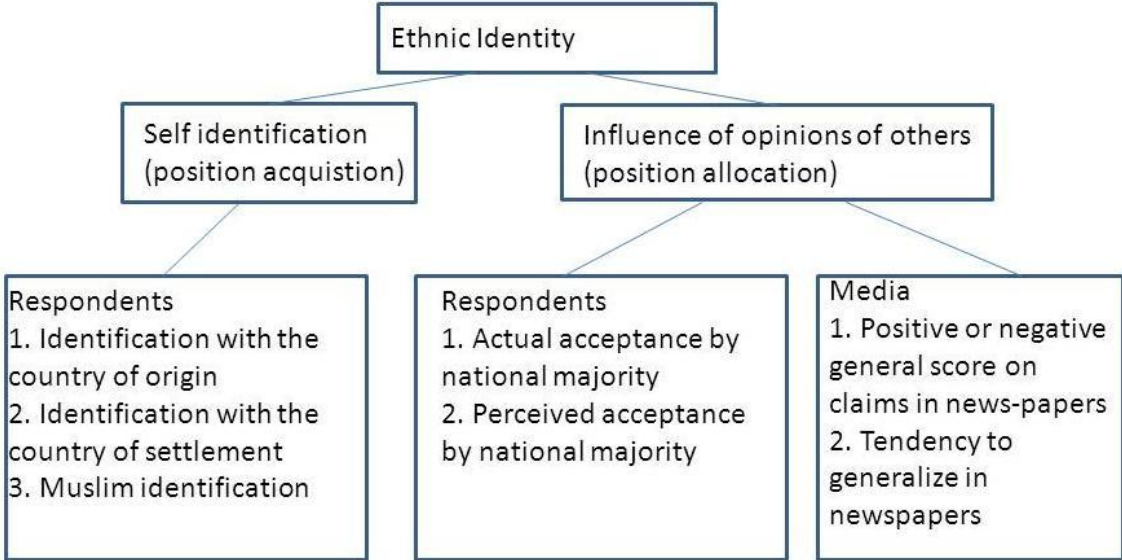 Ethnic Identity
Self identification
(position acquistion)
Influence of opinions of others
(position allocation)
Respondents
1. Identification with the
country of origin
2. Identification with the
country of settlement
3. Muslim identification
Respondents
1. Actual acceptance by
national majority
2. Perceived acceptance
by national majority
Media
1. Positive or negative
general score on
claims in news-papers
2. Tendency to
generalize in
newspapers